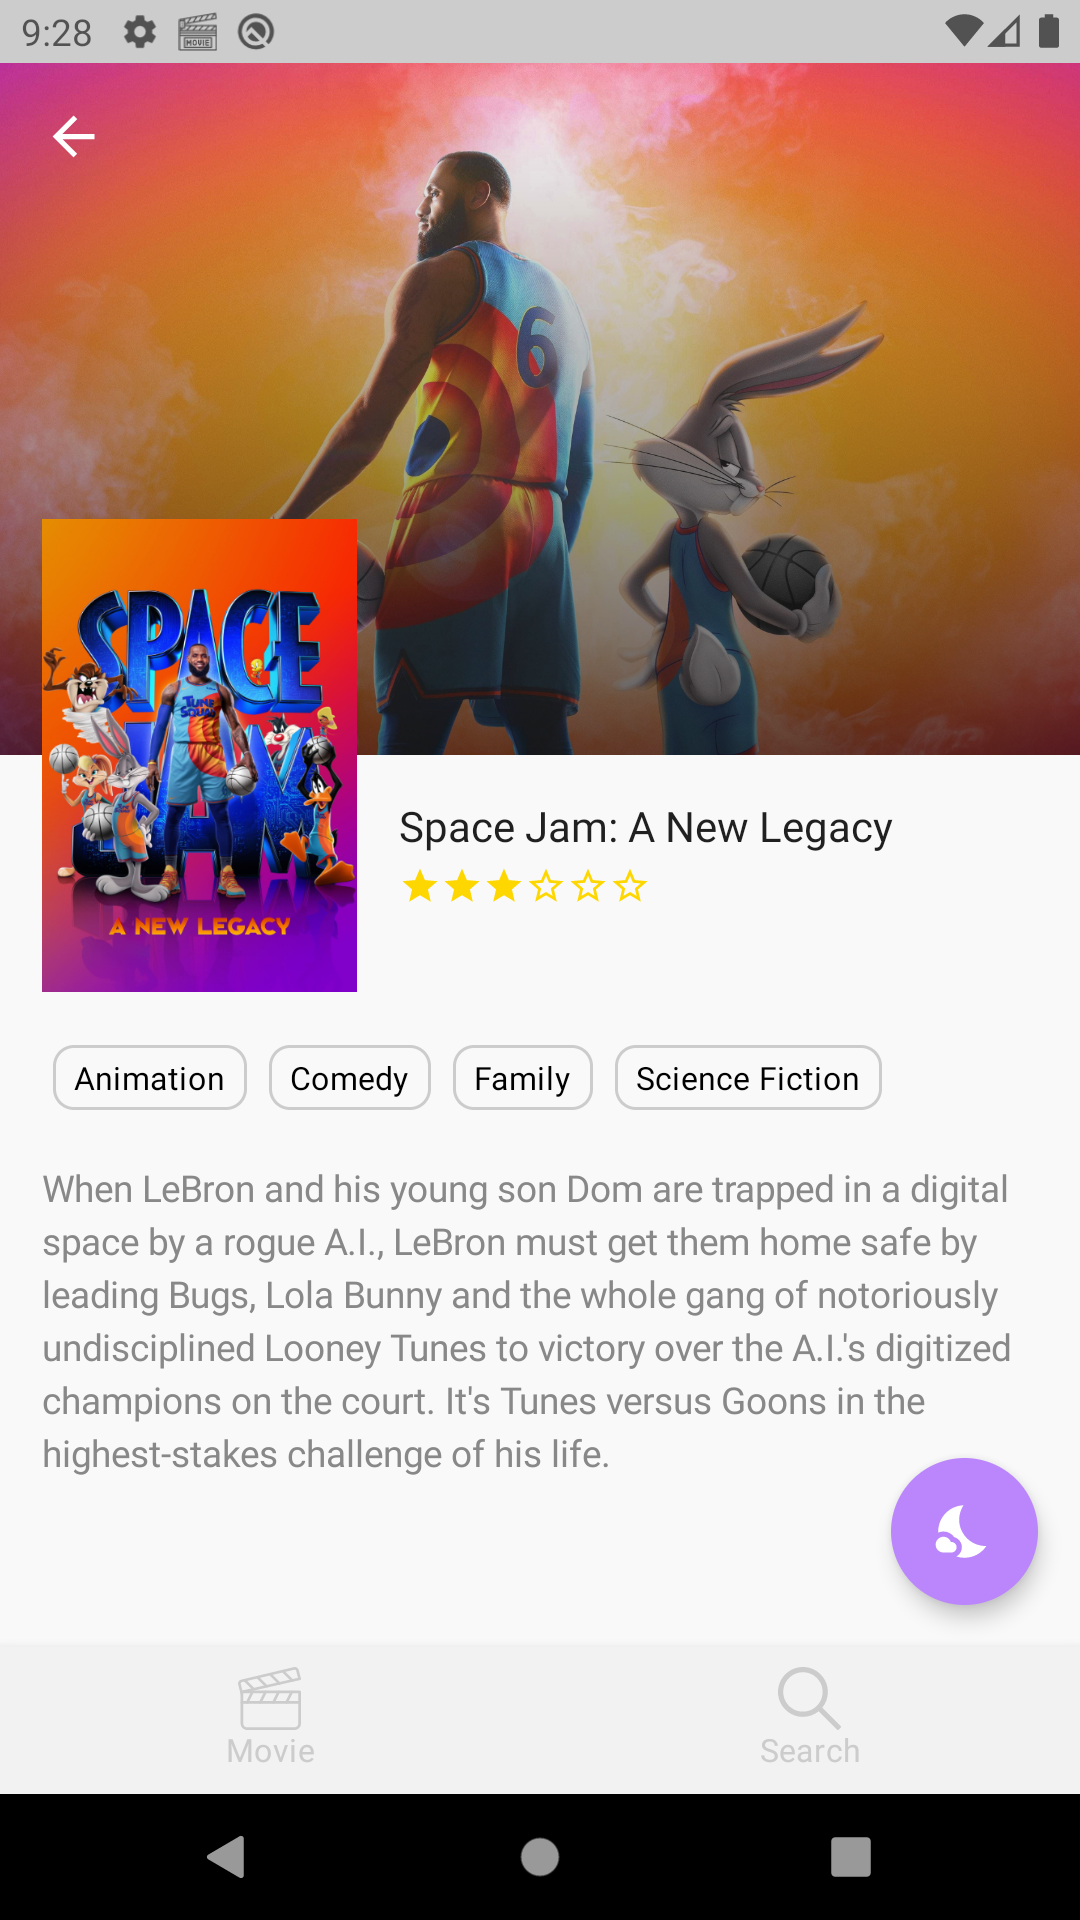 9:28
MOVIE
6
SPACE
JAM
TUNE
SQUAD
A NEW LEGACY
Space Jam: A New Legacy
Animation
Comedy
Family
Science Fiction
When LeBron and his young son Dom are trapped in a digital
space by a rogue A.I., LeBron must get them home safe by
leading Bugs, Lola Bunny and the whole gang of notoriously
undisciplined Looney Tunes to victory over the A.I.'s digitized
champions on the court. It's Tunes versus Goons in the
highest-stakes challenge of his life.
Movie
Search